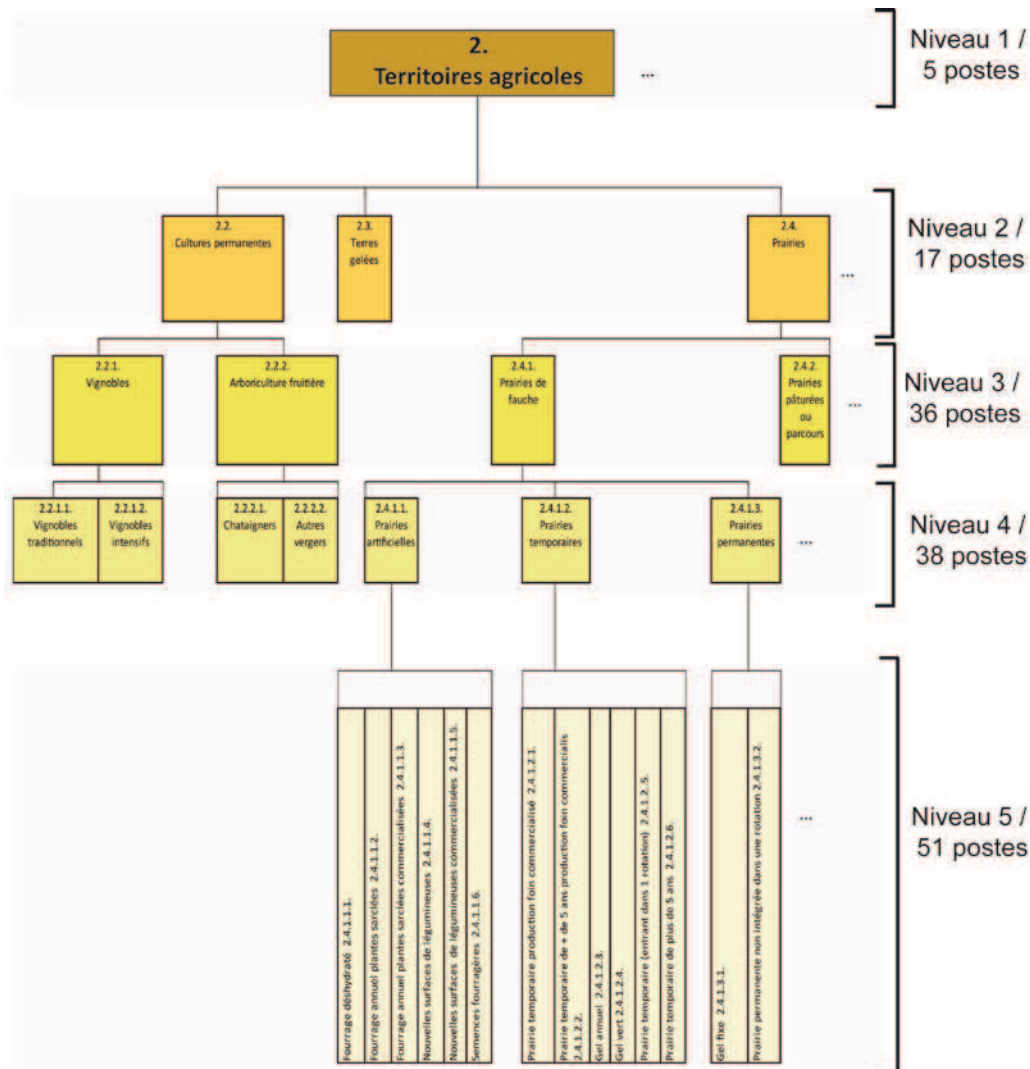 2.
Territoires agricoles
...
Niveau 1 /
5 postes
2.2.
Cultures permanentes
2.3.
Terres
gelées
2.4.
Prairies
...
Niveau 2 /
17 postes
2.2.1.
Vignobles
2.2.2.
Arboriculture fruitière
2.4.1.
Prairies de
fauche
2.4.2.
Prairies
pâturées
ou
parcours
...
Niveau 3 /
36 postes
2.2.1.1.
Vignobles
traditionnels
2.2.1.2.
Vignobles
intensifs
2.2.2.1.
Chataigners
2.2.2.2.
Autres
vergers
2.4.1.1.
Prairies
artificielles
2.4.1.2.
Prairies
temporaires
2.4.1.3.
Prairies
permanentes
...
Niveau 4 /
38 postes
Fourrage déshydraté 2.4.1.1.1.
Fourrage annuel plantes sarclées 2.4.1.1.2.
Fourrage annuel plantes sarclées commercialisées 2.4.1.1.3.
Nouvelles surfaces de légumineuses 2.4.1.1.4.
Nouvelles surfaces de légumineuses commercialisées 2.4.1.1.5.
Semences fourragères 2.4.1.1.6.
Prairie temporaire production foin commercialisé 2.4.1.2.1.
Prairie temporaire de + de 5 ans production foin commercialis
2.4.1.2.2.
Gel annuel 2.4.1.2.3.
Gel vert 2.4.1.2.4.
Prairie temporaire (entrant dans 1 rotation) 2.4.1.2..5.
Prairie temporaire de plus de 5 ans 2.4.1.2.6.
Gel fixe 2.4.1.3.1.
Prairie permanente non intégrée dans une rotation 2.4.1.3.2.
...
Niveau 5 /
51 postes